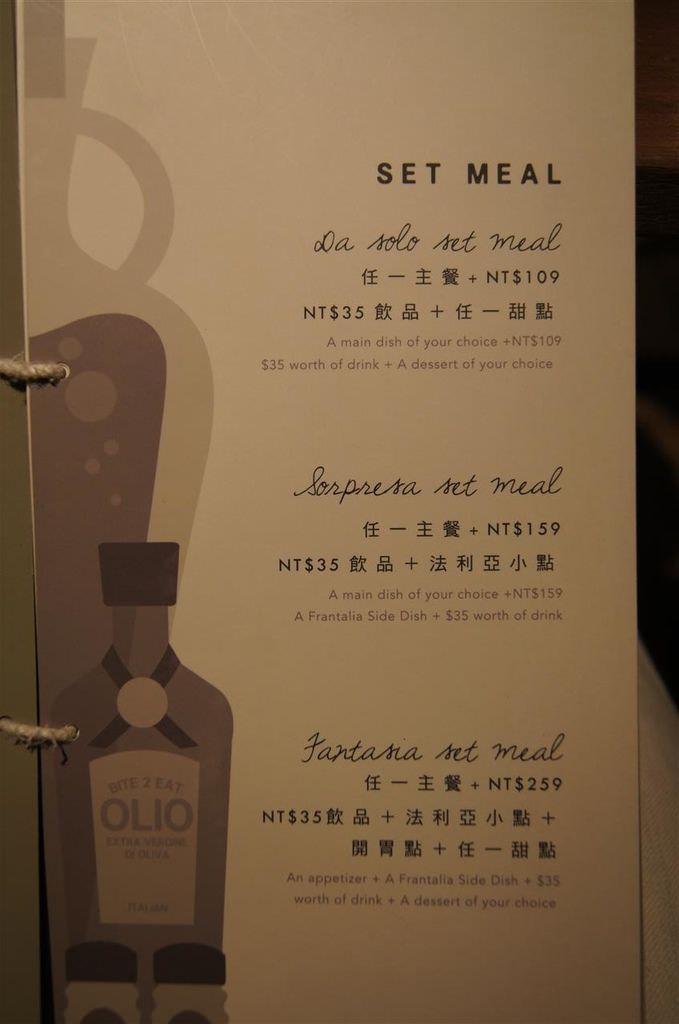 SET MEAL
Da solo set meal
任一主餐 + NT$109
NT$35 飲品 + 任一甜點
A main dish of your choice +NT$109
$35 worth of drink + A dessert of your choice
Sorpresa set meal
任一主餐 + NT$159
NT$35 飲品 + 法利亞小點
A main dish of your choice +NT$159
A Frantalia Side Dish + $35 worth of drink
Fantasia set meal
任一主餐 + NT$259
NT$35飲品 + 法利亞小點 +
開胃點 + 任一甜點
An appetizer + A Frantalia Side Dish + $35
worth of drink + A dessert of your choice
BITE 2 EAT
OLIO
EXTRA VERGINE
DI OLIVA
ITALIAN